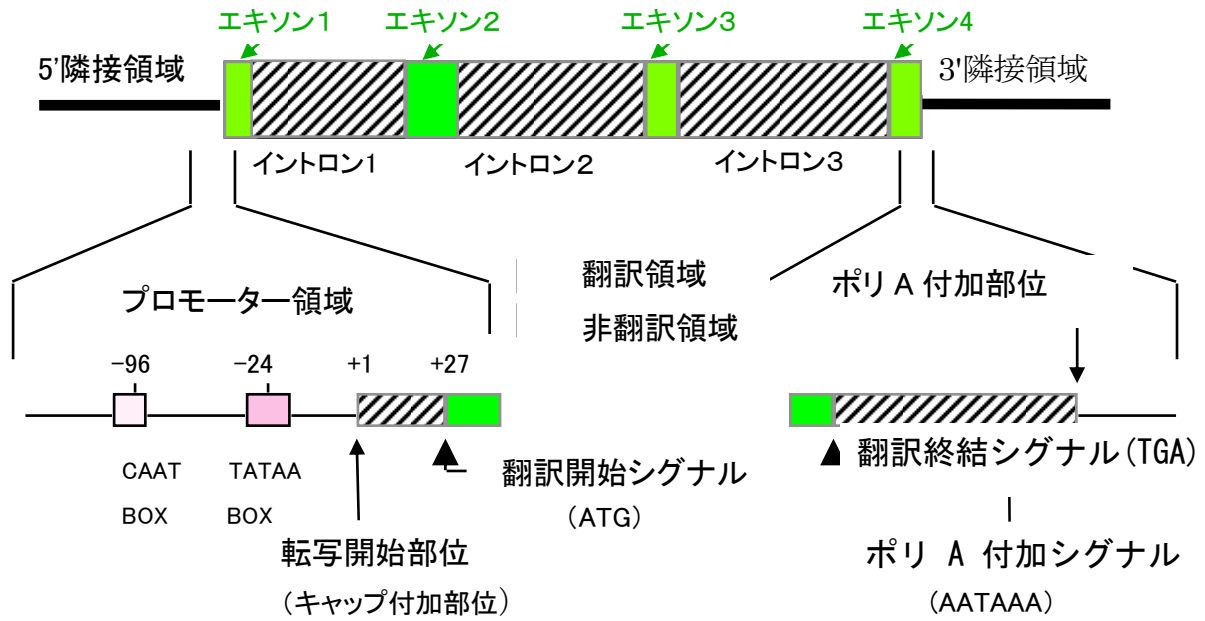 エキソン1 エキソン2 エキソン3 エキソン4
5'隣接領域 3'隣接領域
イントロン1 イントロン2 イントロン3
翻訳領域
ポリA付加部位
プロモーター領域
非翻訳領域
−96 −24 +1 +27
CAAT TATAA
BOX BOX
翻訳開始シグナル
(ATG)
翻訳終結シグナル(TGA)
転写開始部位
(キャップ付加部位)
ポリ A 付加シグナル
(AATAAA)